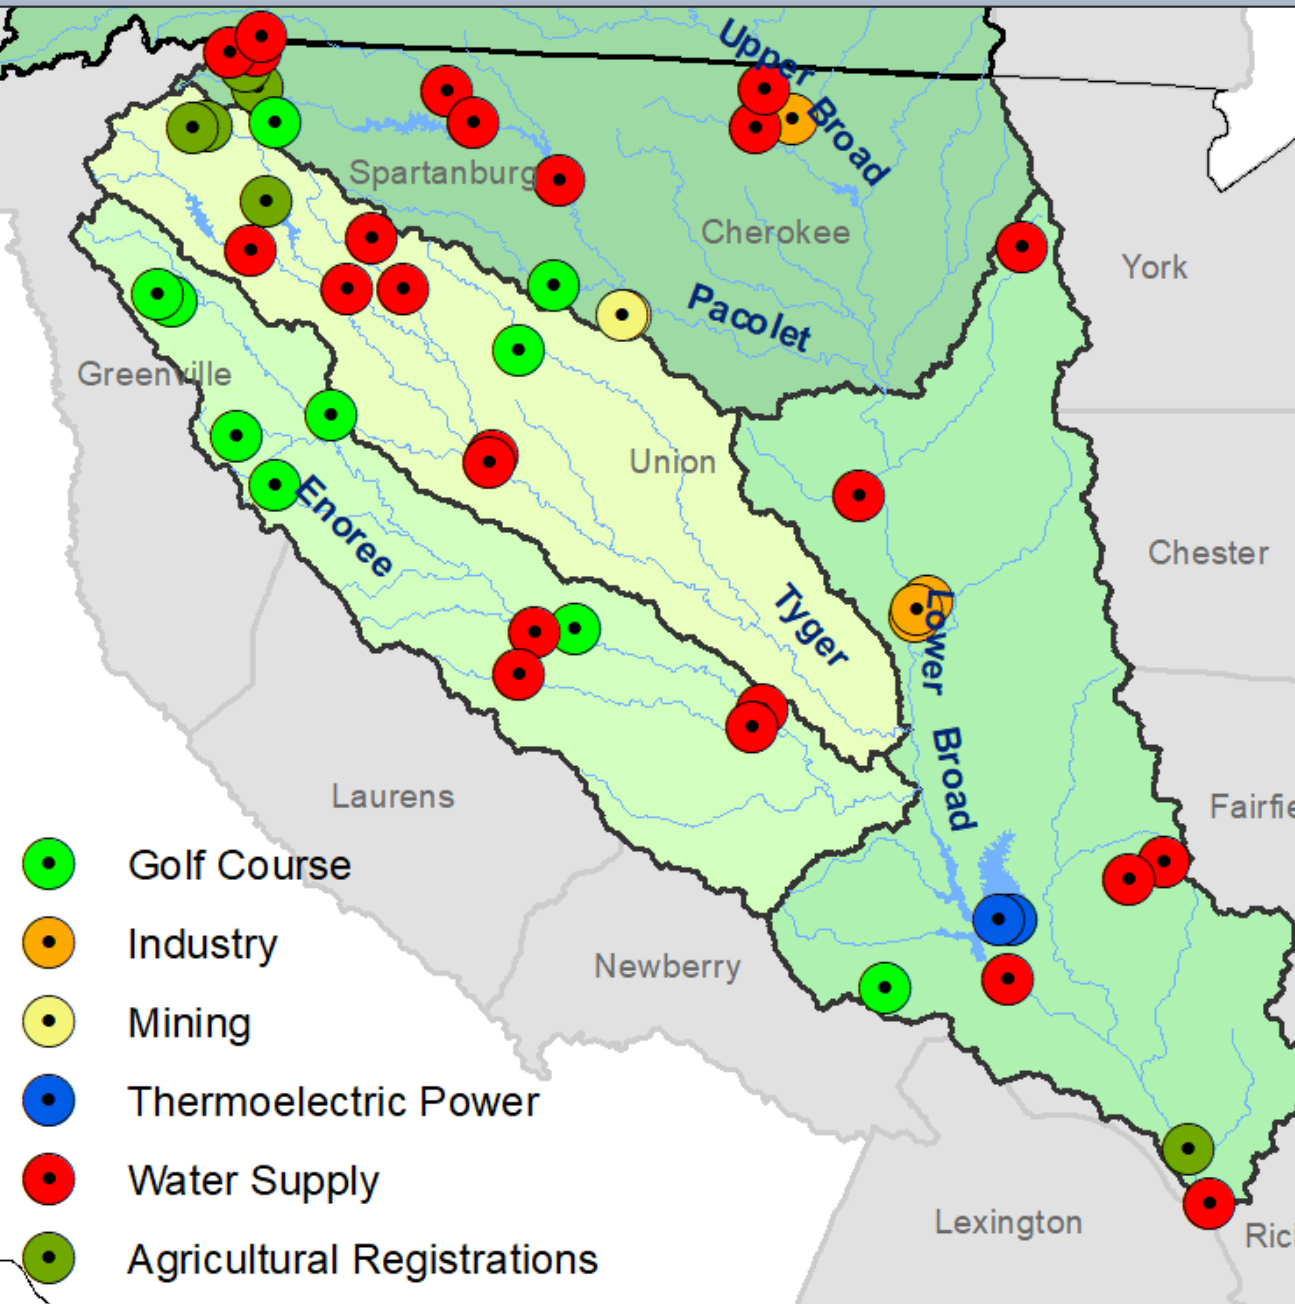 Upper Broad
Spartanburg
Cherokee
York
Pacolet
Greenville
Union
Enoree
Chester
Tyger
Lower Broad
Laurens
Fairfie
Golf Course
Industry
Newberry
Mining
Thermoelectric Power
Water Supply
Lexington
Ric
Agricultural Registrations